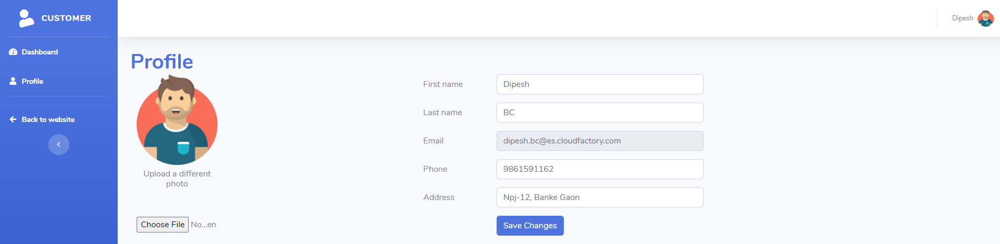 CUSTOMER
Dipesh
Dashboard
Profile
Back to website
Profile
Upload a different
photo
Choose File No...en
First name Dipesh
Last name BC
Email dipesh.bc@es.cloudfactory.com
Phone 9861591162
Address Npj-12, Banke Gaon
Save Changes